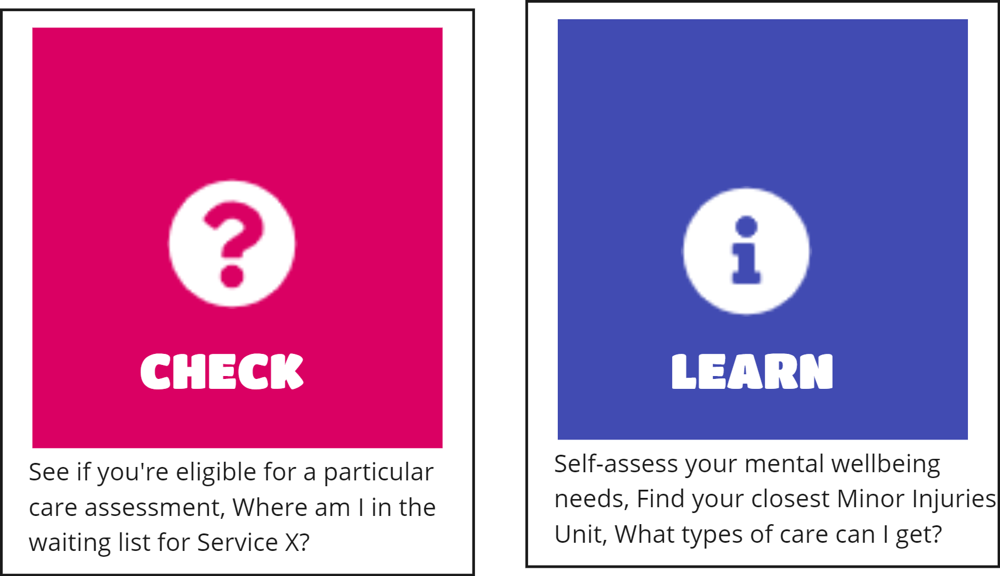 CHECK
See if you're eligible for a particular
care assessment, Where am I in the
waiting list for Service X?
LEARN
Self-assess your mental wellbeing
needs, Find your closest Minor Injuries
Unit, What types of care can I get?